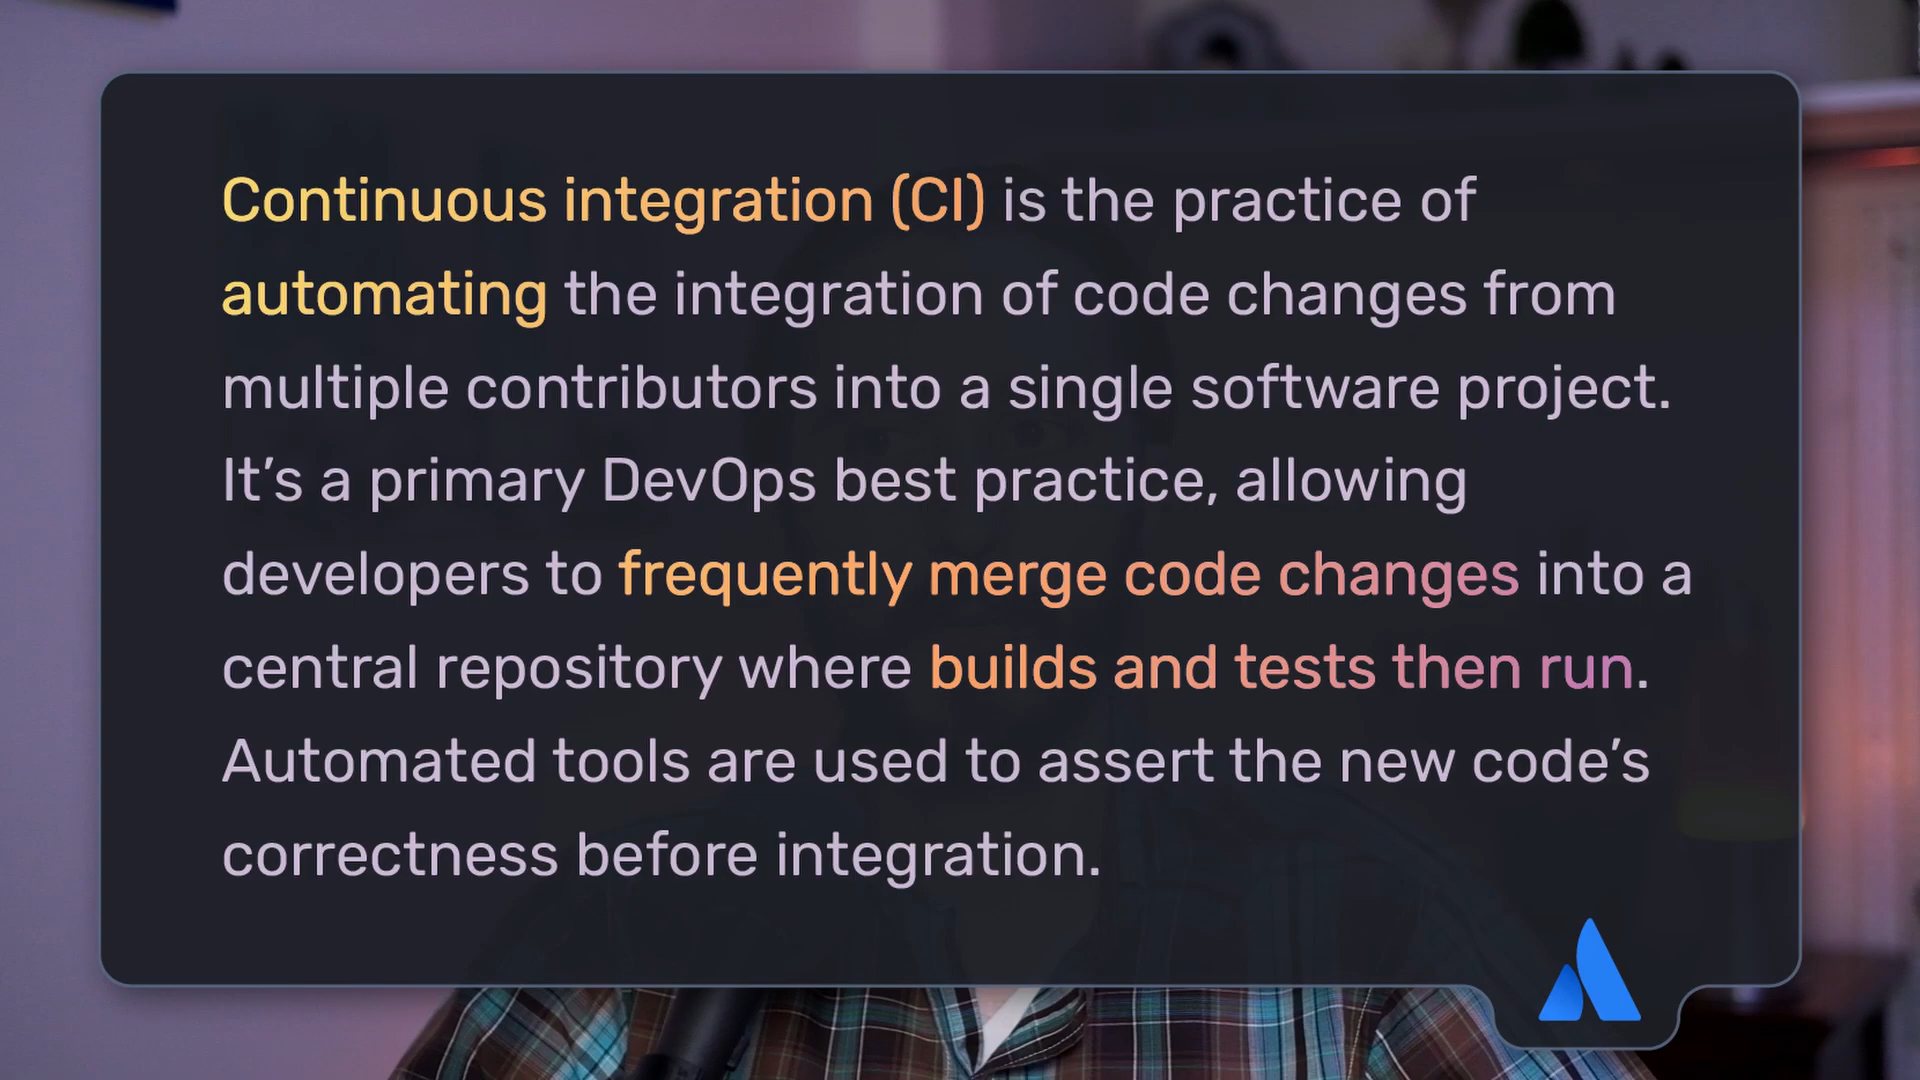 Continuous integration (CI) is the practice of
automating the integration of code changes from
multiple contributors into a single software project.
It’s a primary DevOps best practice, allowing
developers to frequently merge code changes into a
central repository where builds and tests then run.
Automated tools are used to assert the new code’s
correctness before integration.